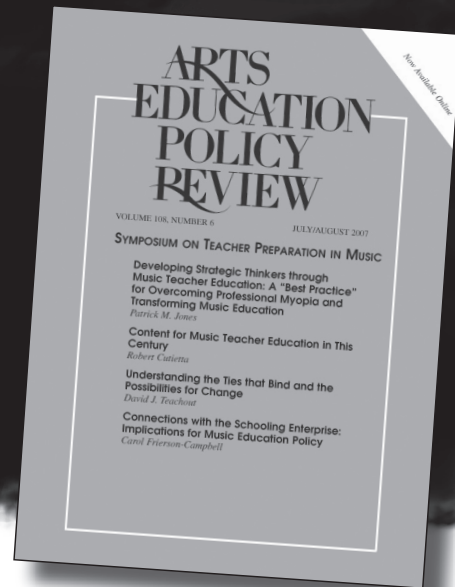 Now Available Online
ARTS
EDUCATION
POLICY
REVIEW
VOLUME 108, NUMBER 6
JULY/AUGUST 2007
SYMPOSIUM ON TEACHER PREPARATION IN MUSIC
Developing Strategic Thinkers through
Music Teacher Education: A "Best Practice"
for Overcoming Professional Myopia and
Transforming Music Education
Patrick M. Jones
Content for Music Teacher Education in This
Century
Robert Cutietta
Understanding the Ties that Bind and the
Possibilities for Change
David J. Teachout
Connections with the Schooling Enterprise:
Implications for Music Education Policy
Carol Frierson-Campbell